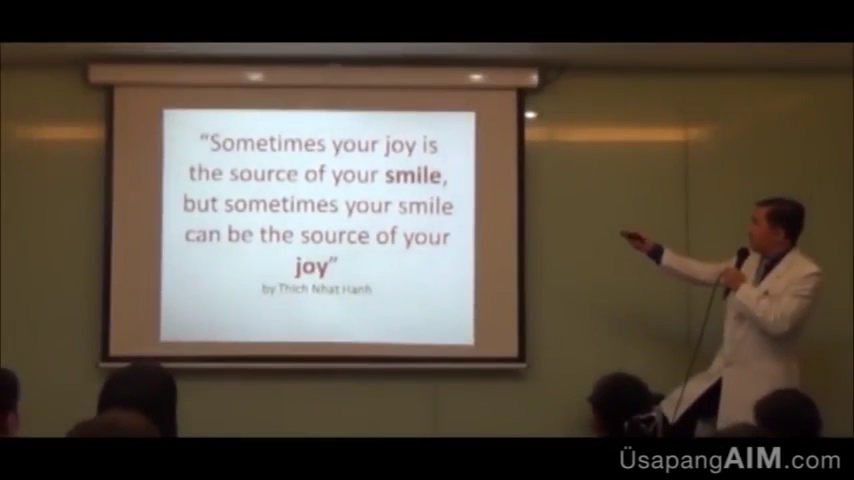 “Sometimes your joy is
the source of your smile,
but sometimes your smile
can be the source of your
joy”
by Thich Nhat Hanh
ÜsapangAIM.com